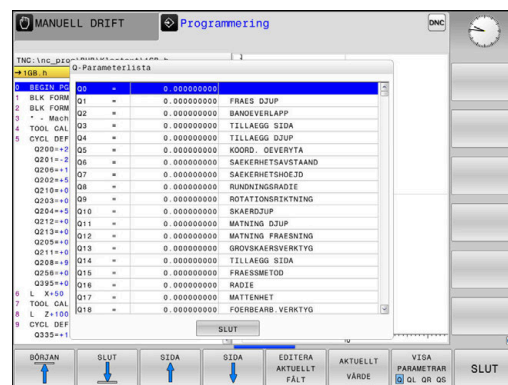 MANUELL DRIFT
Programmering
DNC
Q-Parameterlista
→1GB.h
0 BEGIN PG
1 BLK FORM
2 BLK FORM
3 * - Mach
4 TOOL CAL
5 CYCL DEF
Q200=+2
Q201=-2
Q206=+1
Q202=+5
Q210=+0
Q203=+0
Q204=+5
Q212=+0
Q213=+0
Q205=+0
Q211=+0
Q208=+9
Q256=+0
Q395=+0
6 L X+50
7 TOOL CAL
8 L Z+100
9 CYCL DEF
Q335=+1
Q0 = 0.000000000
Q1 = 0.000000000 FRAES DJUP
Q2 = 0.000000000 BANOEVERLAPP
Q3 = 0.000000000 TILLAEGG SIDA
Q4 = 0.000000000 TILLAEGG DJUP
Q5 = 0.000000000 KOORD. OEVERYTA
Q6 = 0.000000000 SAEKERHETSAVSTAAND
Q7 = 0.000000000 SAEKERHETSHOEJD
Q8 = 0.000000000 RUNDNINGSRADIE
Q9 = 0.000000000 ROTATIONSRIKTNING
Q10 = 0.000000000 SKAERDJUP
Q11 = 0.000000000 MATNING DJUP
Q12 = 0.000000000 MATNING FRAESNING
Q13 = 0.000000000 GROVSKAERSVERKTYG
Q14 = 0.000000000 TILLAEGG SIDA
Q15 = 0.000000000 FRAESMETOD
Q16 = 0.000000000 RADIE
Q17 = 0.000000000 MATTENHET
Q18 = 0.000000000 FOERBEARB.VERKTYG
SLUT
BÖRJAN
SLUT
SIDA
SIDA
EDITERA
AKTUELLT
FÄLT
AKTUELLT
VÄRDE
VISA
PARAMETRAR
Q QL QR QS
SLUT